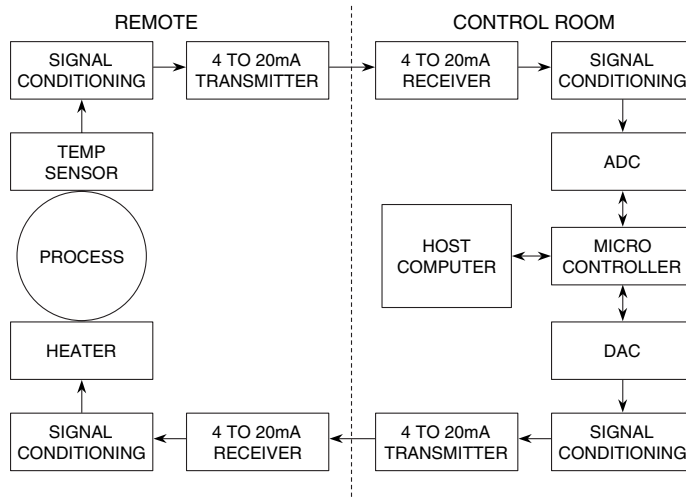 REMOTE
CONTROL ROOM
SIGNAL
CONDITIONING
4 TO 20mA
TRANSMITTER
4 TO 20mA
RECEIVER
SIGNAL
CONDITIONING
TEMP
SENSOR
ADC
PROCESS
HOST
COMPUTER
MICRO
CONTROLLER
HEATER
DAC
SIGNAL
CONDITIONING
4 TO 20mA
RECEIVER
4 TO 20mA
TRANSMITTER
SIGNAL
CONDITIONING